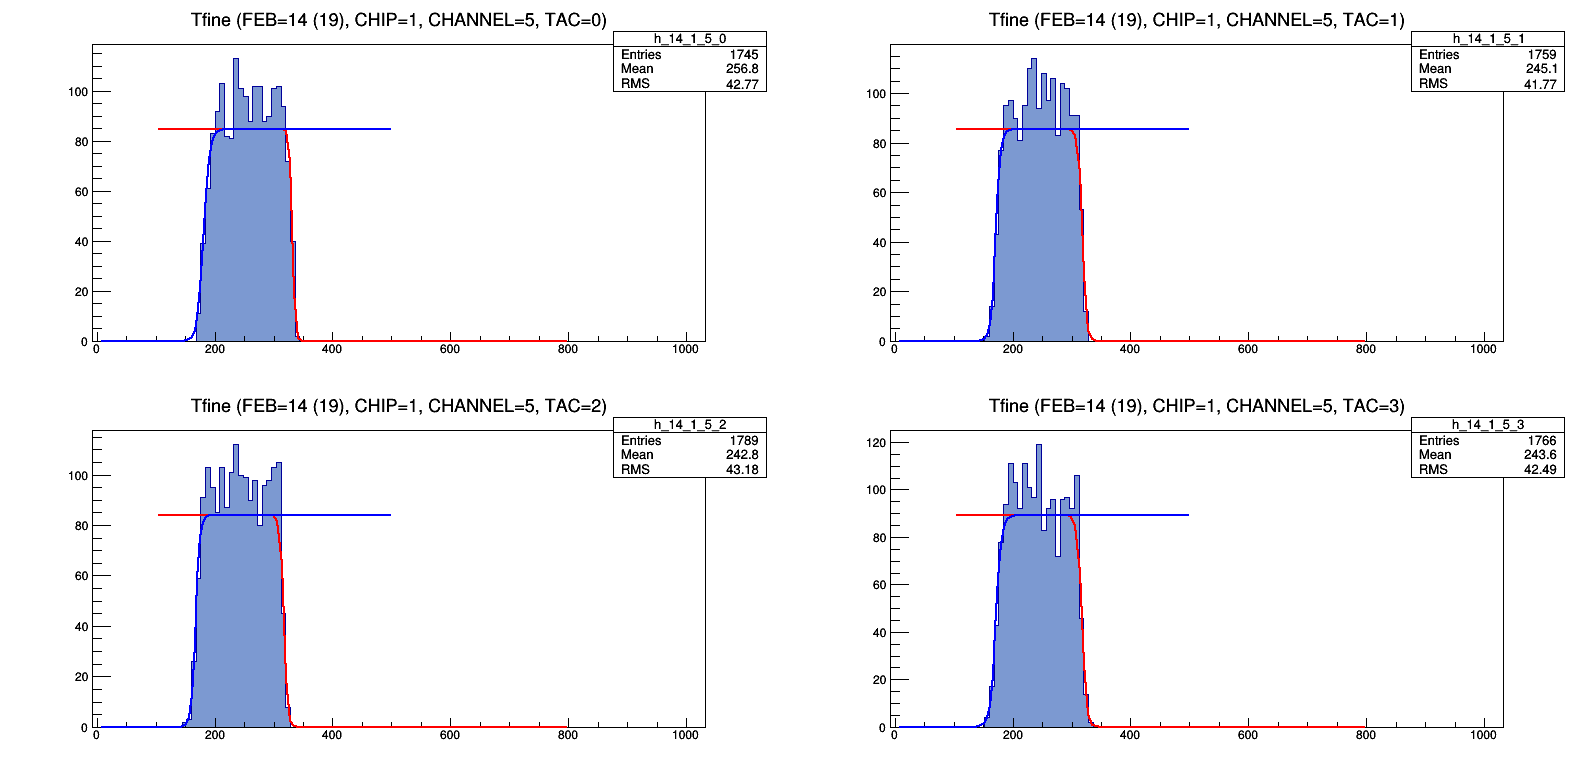 Tfine (FEB=14 (19), CHIP=1, CHANNEL=5, TAC=0)
h_14_1_5_0
Entries 1745
Mean 256.8
RMS 42.77
100
80
60
40
20
0
0 200 400 600 800 1000
Tfine (FEB=14 (19), CHIP=1, CHANNEL=5, TAC=1)
h_14_1_5_1
Entries 1759
Mean 245.1
RMS 41.77
100
80
60
40
20
0
0 200 400 600 800 1000
Tfine (FEB=14 (19), CHIP=1, CHANNEL=5, TAC=2)
h_14_1_5_2
Entries 1789
Mean 242.8
RMS 43.18
100
80
60
40
20
0
0 200 400 600 800 1000
Tfine (FEB=14 (19), CHIP=1, CHANNEL=5, TAC=3)
h_14_1_5_3
Entries 1766
Mean 243.6
RMS 42.49
120
100
80
60
40
20
0
0 200 400 600 800 1000